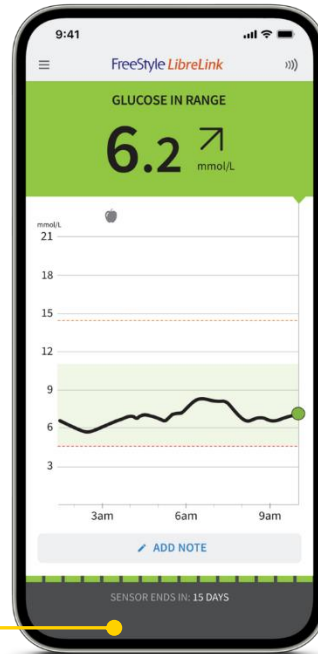 9:41
FreeStyle LibreLink
GLUCOSE IN RANGE
6.2
mmol/L
mmol/L
21
18
15
12
9
6
3
3am 6am 9am
ADD NOTE
SENSOR ENDS IN: 15 DAYS